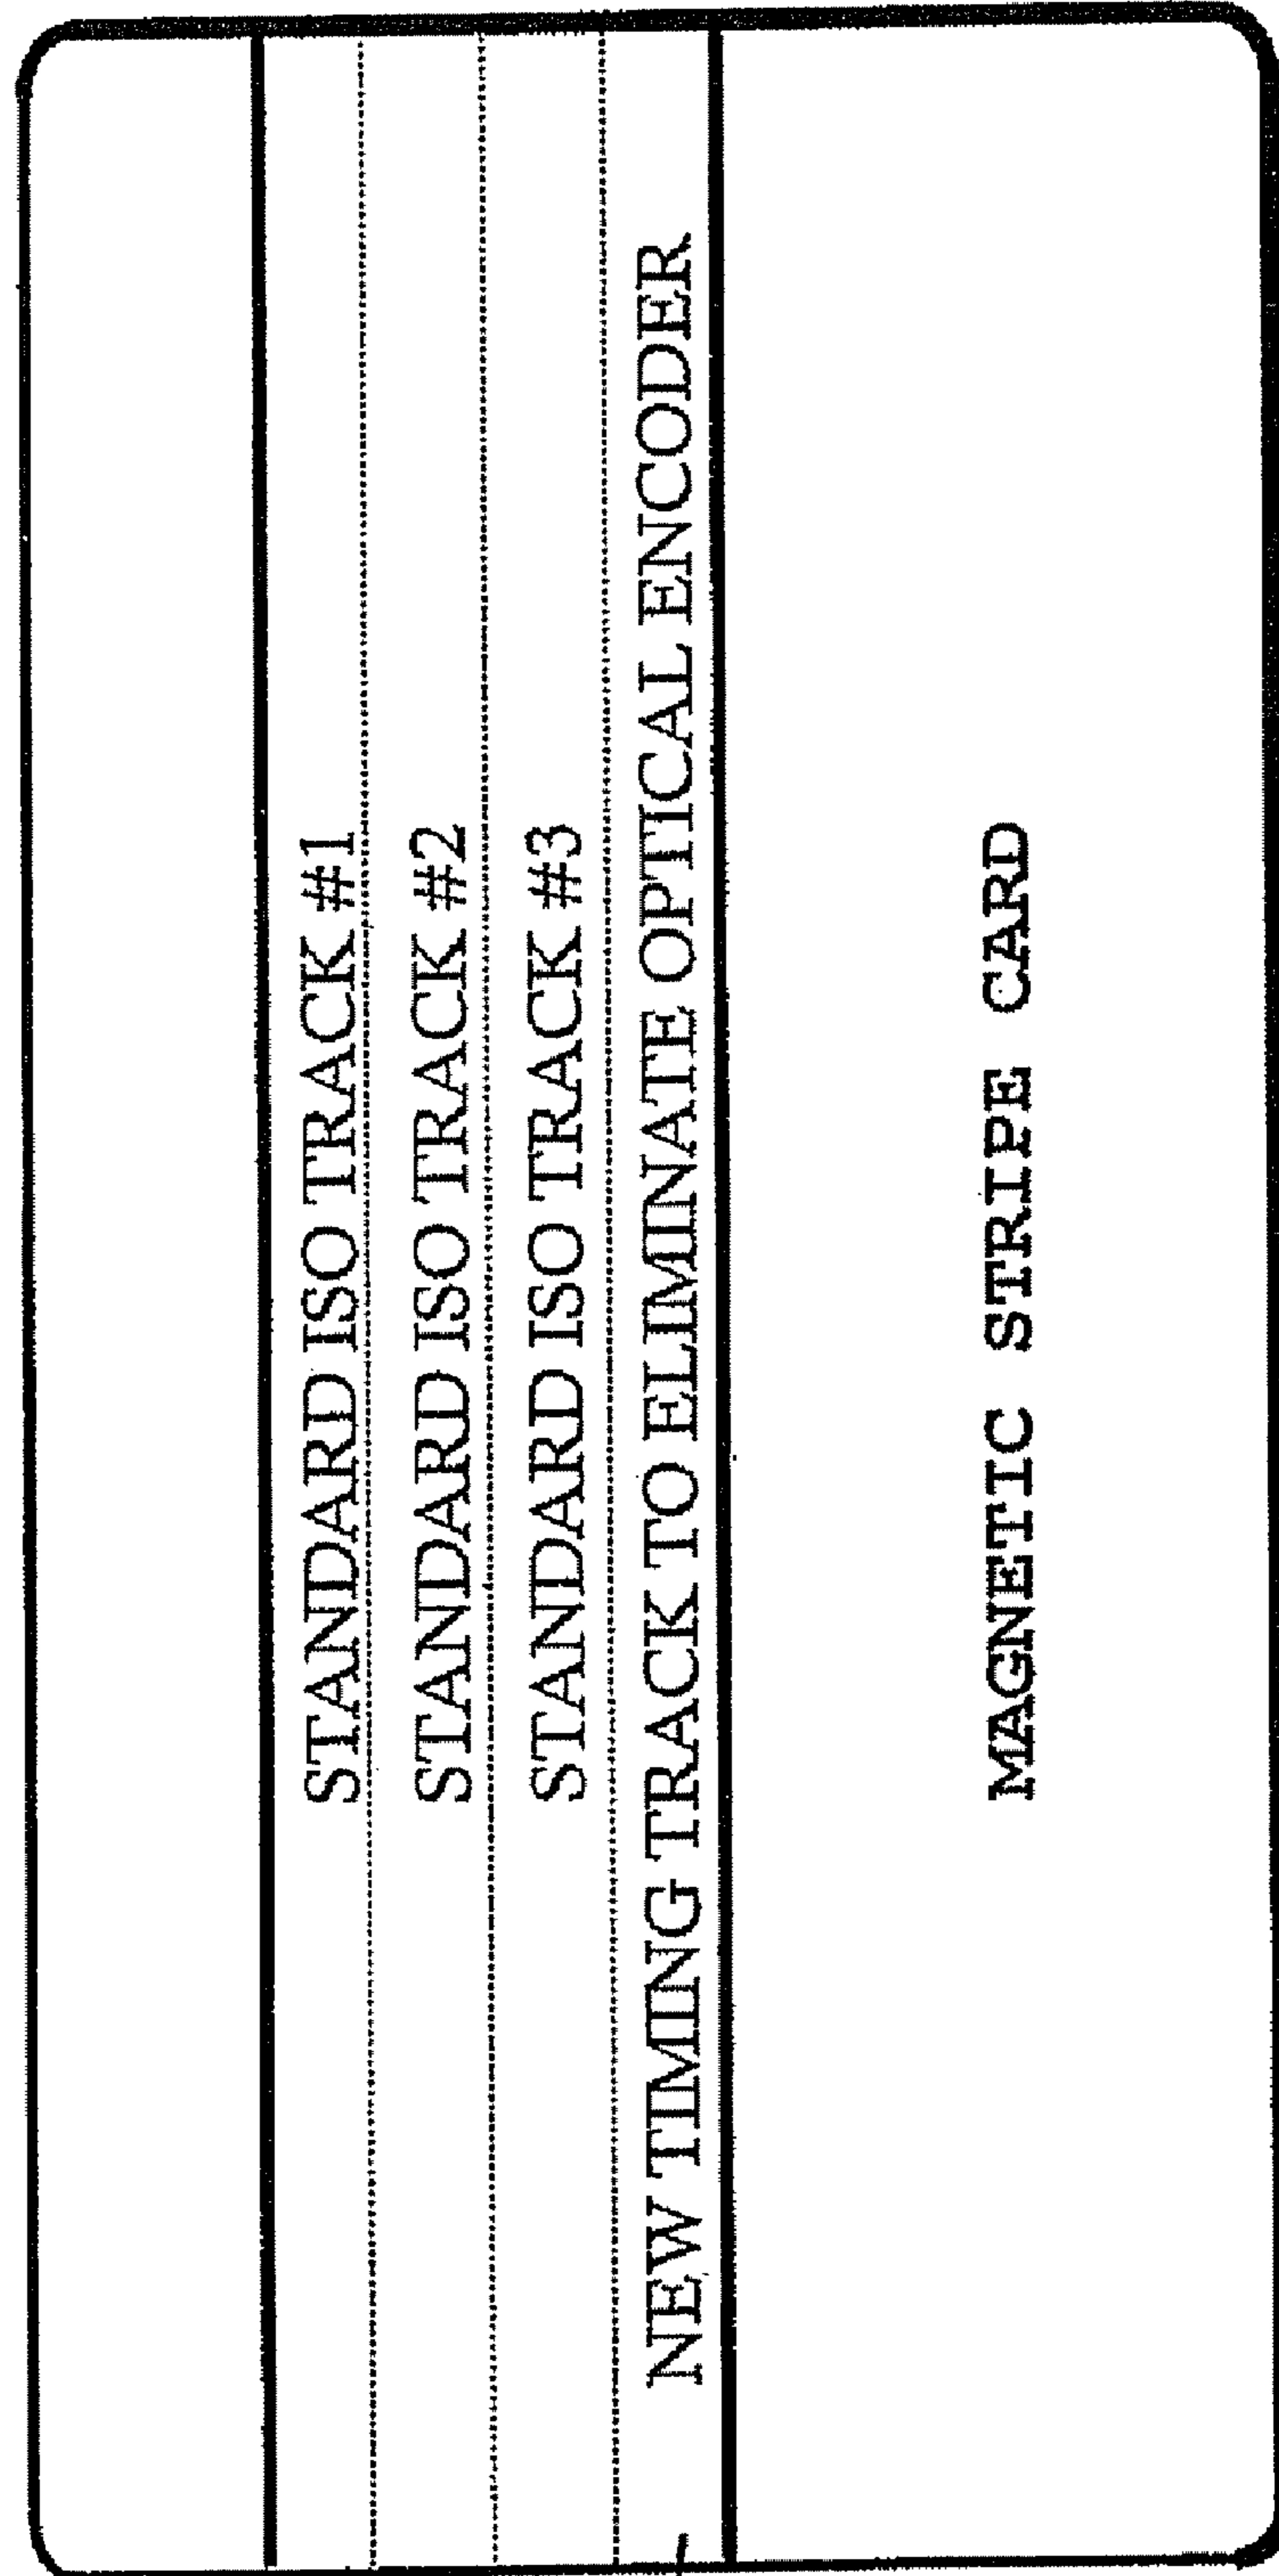 STANDARD ISO TRACK #1
STANDARD ISO TRACK #2
STANDARD ISO TRACK #3
NEW TIMING TRACK TO ELIMINATE OPTICAL ENCODER
MAGNETIC STRIPE CARD